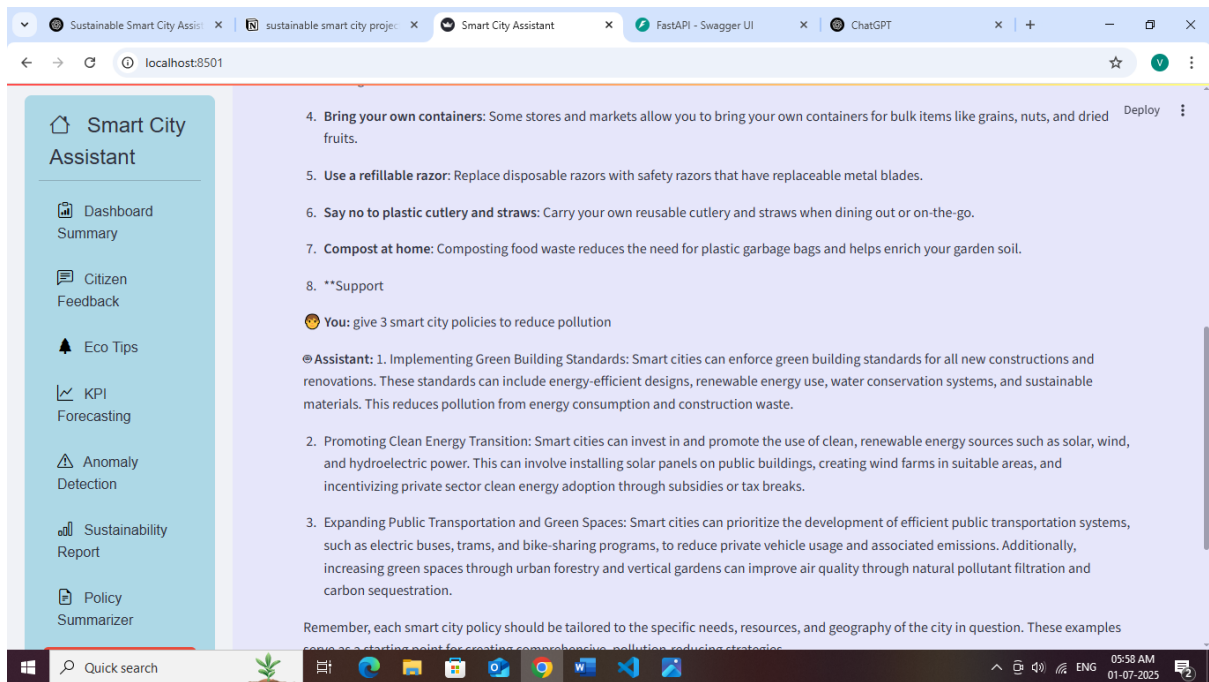 Sustainable Smart City Assist
sustainable smart city projec
Smart City Assistant
FastAPI - Swagger UI
ChatGPT
localhost:8501
V
Deploy
Smart City
Assistant
Dashboard
Summary
Citizen
Feedback
Eco Tips
KPI
Forecasting
Anomaly
Detection
Sustainability
Report
Policy
Summarizer
4. Bring your own containers: Some stores and markets allow you to bring your own containers for bulk items like grains, nuts, and dried
fruits.
5. Use a refillable razor: Replace disposable razors with safety razors that have replaceable metal blades.
6. Say no to plastic cutlery and straws: Carry your own reusable cutlery and straws when dining out or on-the-go.
7. Compost at home: Composting food waste reduces the need for plastic garbage bags and helps enrich your garden soil.
8. **Support
You: give 3 smart city policies to reduce pollution
Assistant: 1. Implementing Green Building Standards: Smart cities can enforce green building standards for all new constructions and
renovations. These standards can include energy-efficient designs, renewable energy use, water conservation systems, and sustainable
materials. This reduces pollution from energy consumption and construction waste.
2. Promoting Clean Energy Transition: Smart cities can invest in and promote the use of clean, renewable energy sources such as solar, wind,
and hydroelectric power. This can involve installing solar panels on public buildings, creating wind farms in suitable areas, and
incentivizing private sector clean energy adoption through subsidies or tax breaks.
3. Expanding Public Transportation and Green Spaces: Smart cities can prioritize the development of efficient public transportation systems,
such as electric buses, trams, and bike-sharing programs, to reduce private vehicle usage and associated emissions. Additionally,
increasing green spaces through urban forestry and vertical gardens can improve air quality through natural pollutant filtration and
carbon sequestration.
Remember, each smart city policy should be tailored to the specific needs, resources, and geography of the city in question. These examples
serve as a starting point for creating comprehensive, pollution-reducing strategies.
Quick search
ENG
05:58 AM
01-07-2025
2